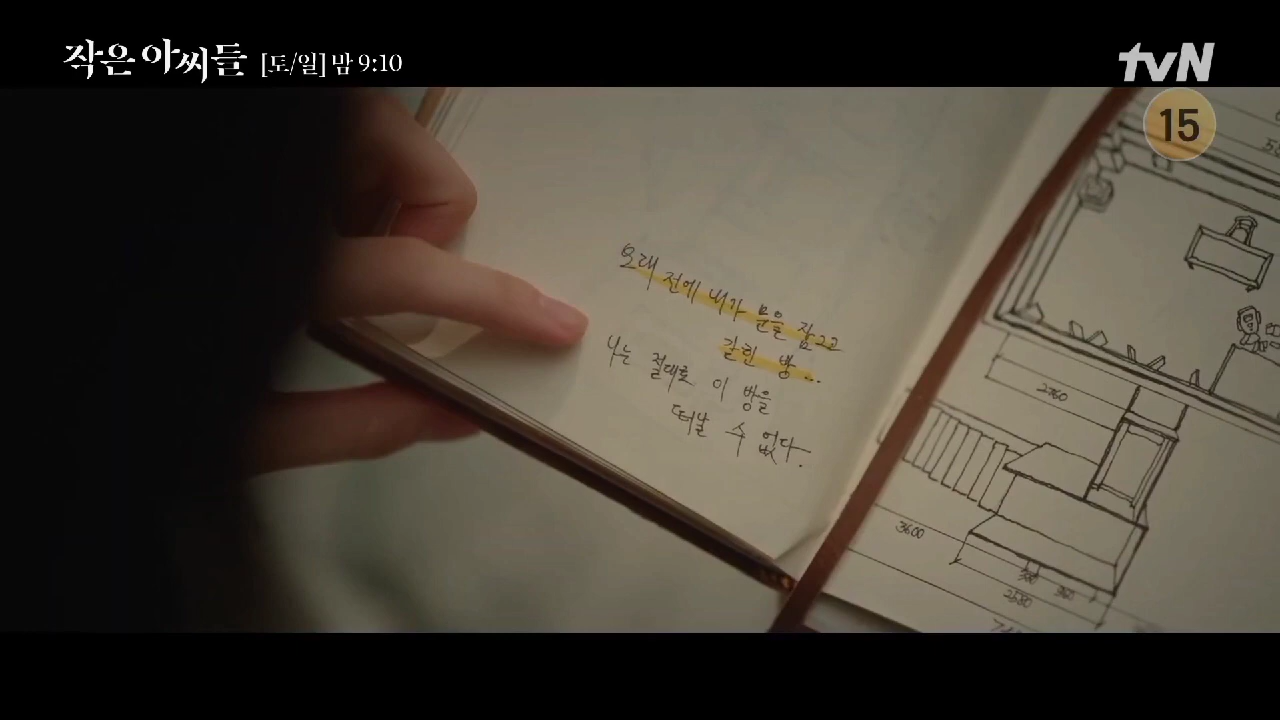 작은 아씨들 [토/일] 밤 9:10
tvN
15
오래 전에 내가 문을 잠그고
갇힌 방...
나는 절대로 이 방을
떠날 수 없다.
2760
3600
2580